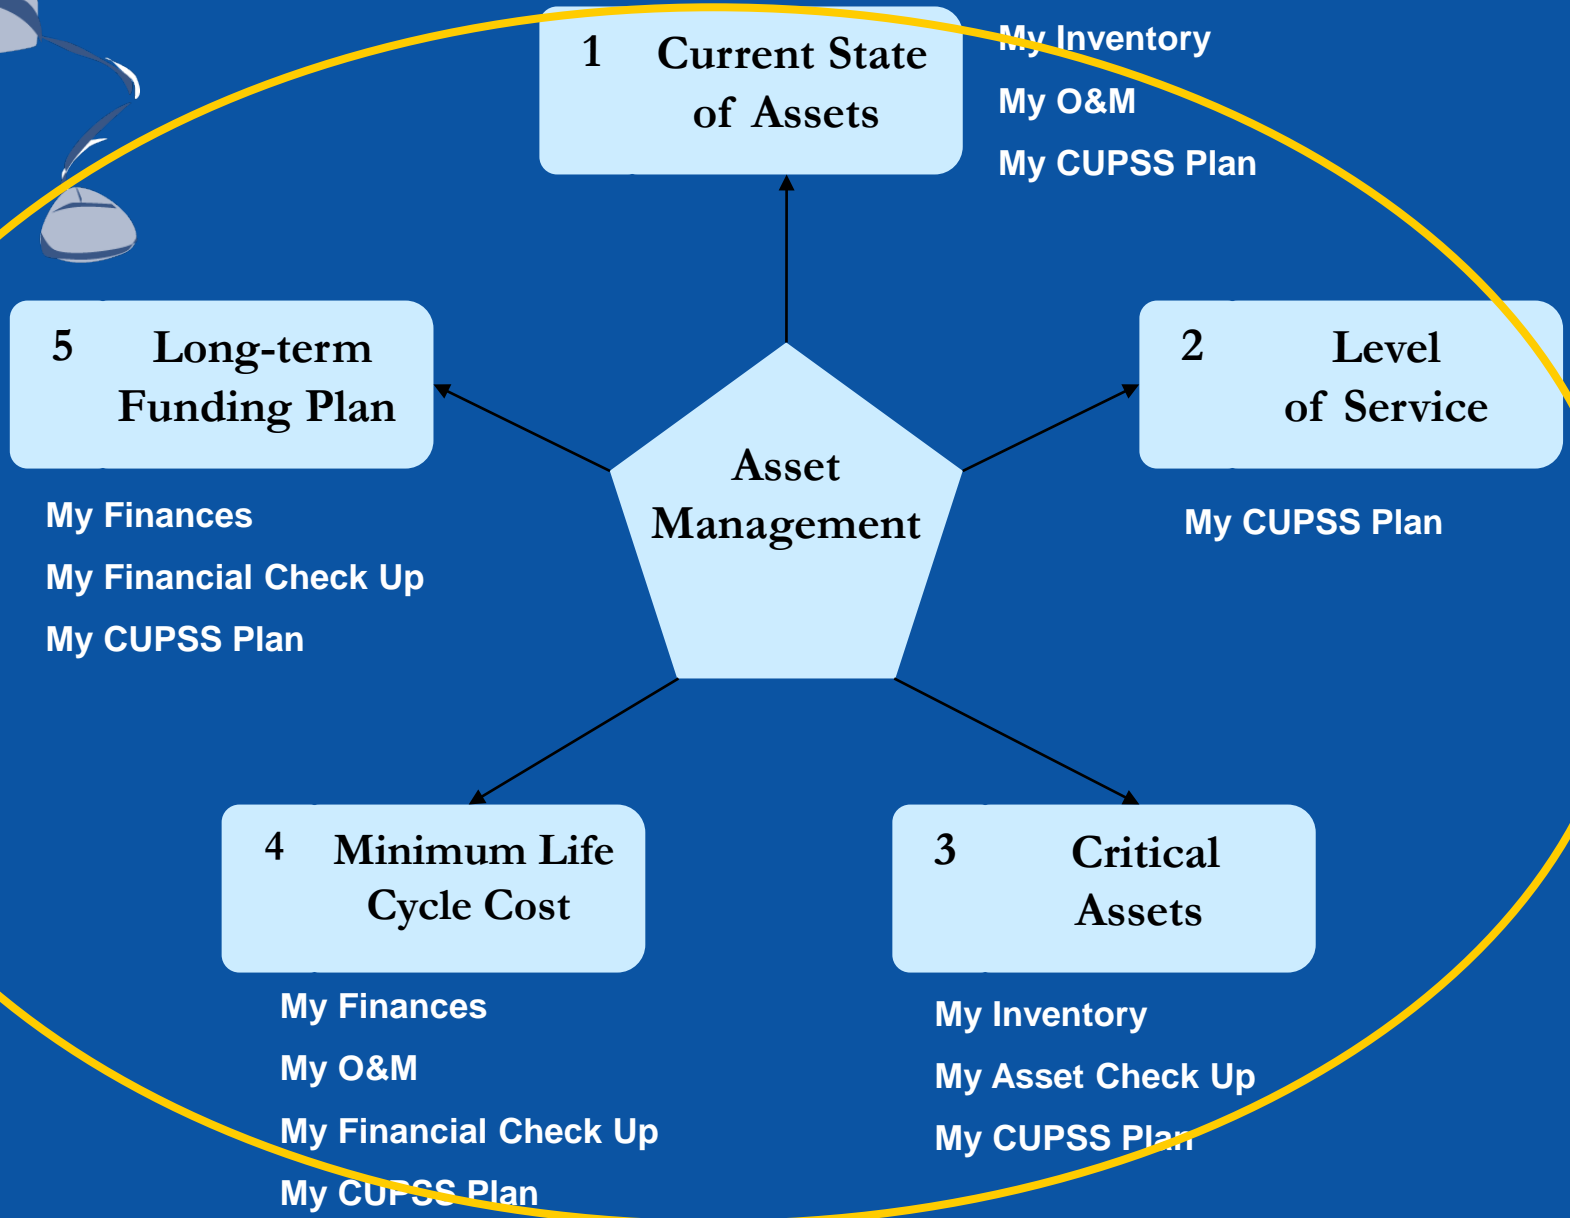 1 Current State
of Assets
My Inventory
My O&M
My CUPSS Plan
2 Level
of Service
My CUPSS Plan
5 Long-term
Funding Plan
My Finances
My Financial Check Up
My CUPSS Plan
Asset
Management
4 Minimum Life
Cycle Cost
My Finances
My O&M
My Financial Check Up
My CUPSS Plan
3 Critical
Assets
My Inventory
My Asset Check Up
My CUPSS Plan